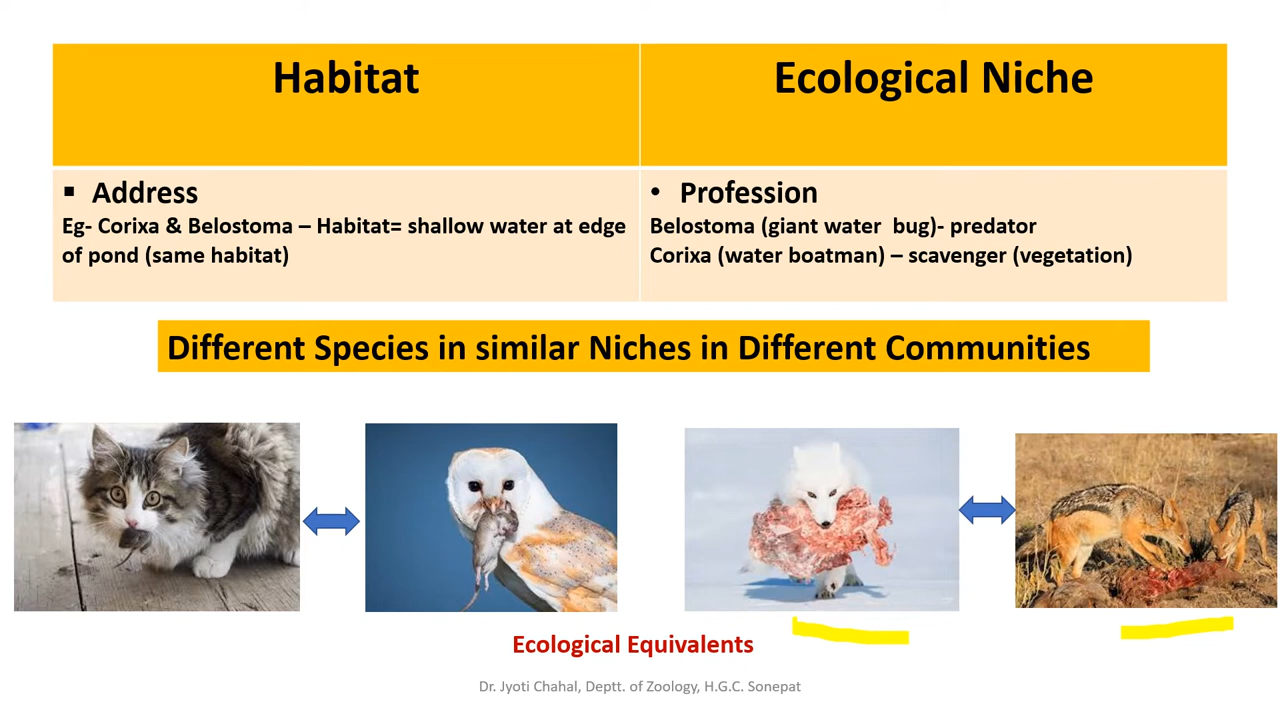 Habitat
Ecological Niche
▪ Address
Eg- Corixa & Belostoma – Habitat= shallow water at edge
of pond (same habitat)
• Profession
Belostoma (giant water bug)- predator
Corixa (water boatman) – scavenger (vegetation)
Different Species in similar Niches in Different Communities
Ecological Equivalents
Dr. Jyoti Chahal, Deptt. of Zoology, H.G.C. Sonepat